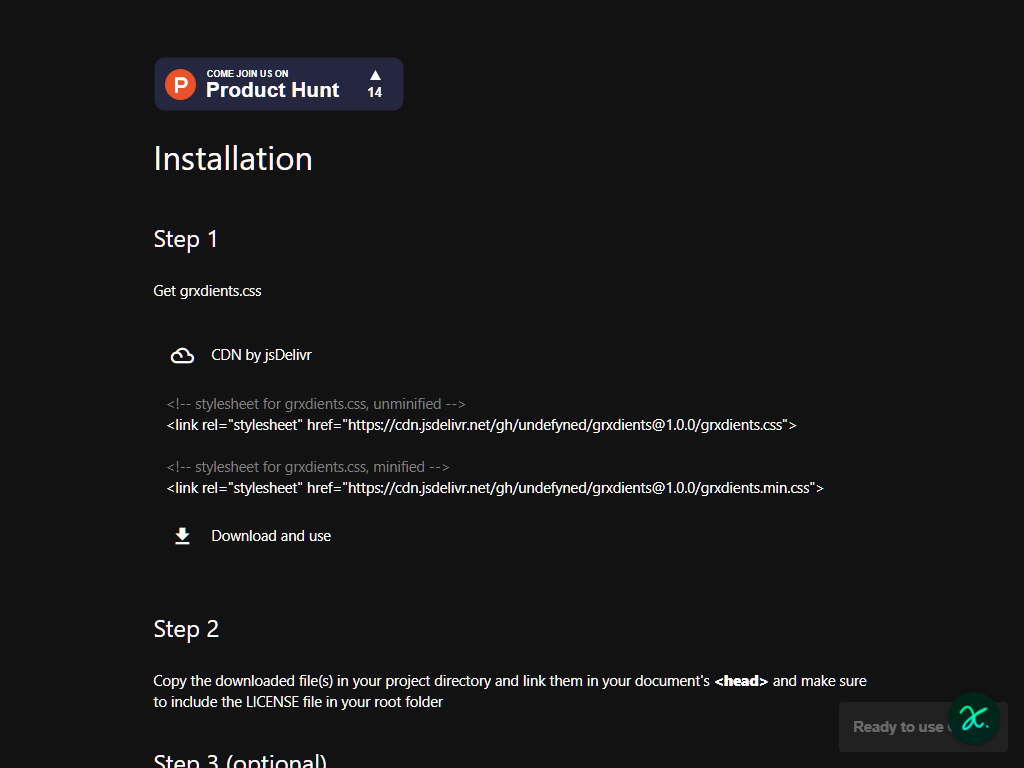 P
COME JOIN US ON
Product Hunt
▲
14
Installation
Step 1
Get grxdients.css
CDN by jsDelivr
<!-- stylesheet for grxdients.css, unminified -->
<link rel="stylesheet" href="https://cdn.jsdelivr.net/gh/undefyned/grxdients@1.0.0/grxdients.css">
<!-- stylesheet for grxdients.css, minified -->
<link rel="stylesheet" href="https://cdn.jsdelivr.net/gh/undefyned/grxdients@1.0.0/grxdients.min.css">
Download and use
Step 2
Copy the downloaded file(s) in your project directory and link them in your document's <head> and make sure
to include the LICENSE file in your root folder
Step 3 (optional)
Ready to use